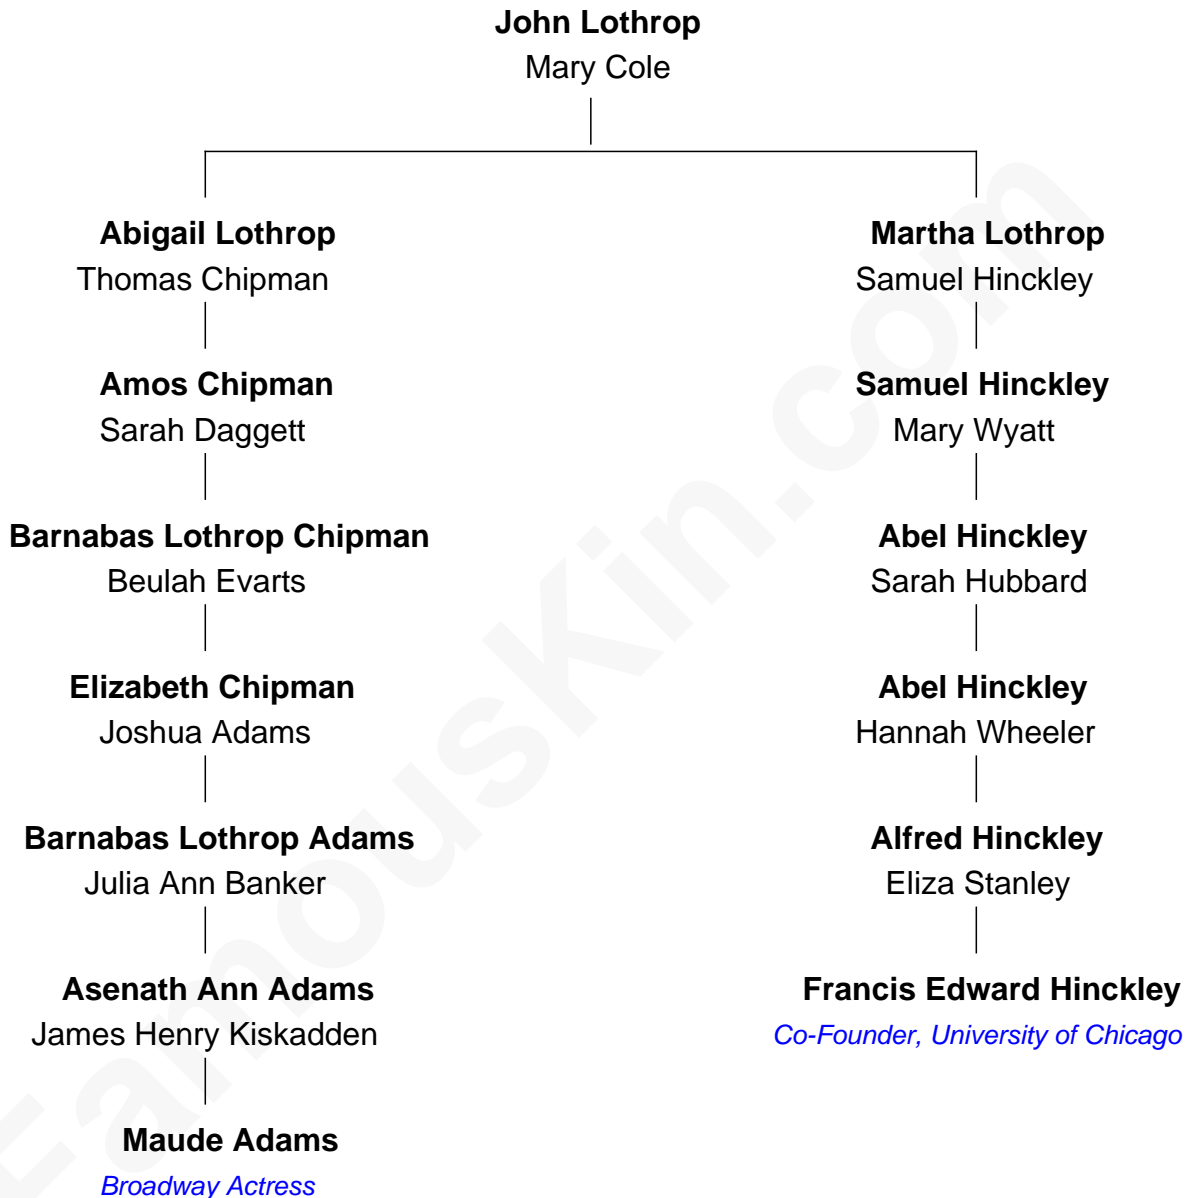 John Lothrop
Mary Cole
Abigail Lothrop
Thomas Chipman
Martha Lothrop
Samuel Hinckley
Amos Chipman
Sarah Daggett
Samuel Hinckley
Mary Wyatt
Barnabas Lothrop Chipman
Beulah Evarts
Abel Hinckley
Sarah Hubbard
Elizabeth Chipman
Joshua Adams
Abel Hinckley
Hannah Wheeler
Barnabas Lothrop Adams
Julia Ann Banker
Alfred Hinckley
Eliza Stanley
Asenath Ann Adams
James Henry Kiskadden
Francis Edward Hinckley
Co-Founder, University of Chicago
Maude Adams
Broadway Actress
FamousKin.com